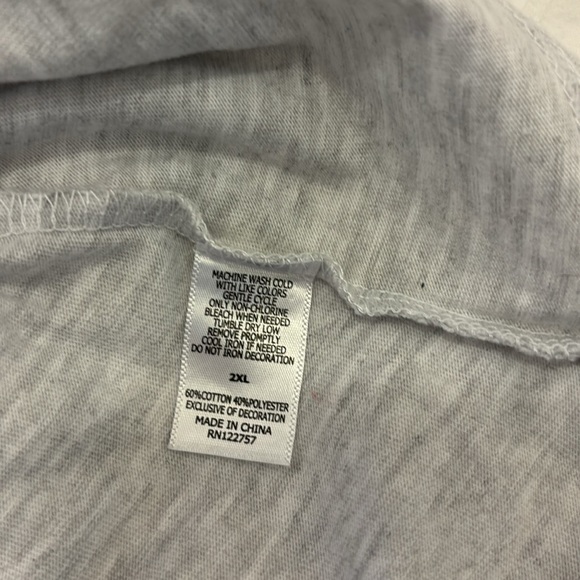 MACHINE WASH COLD
WITH LIKE COLORS
GENTLE CYCLE
ONLY NON-CHLORINE
BLEACH WHEN NEEDED
TUMBLE DRY LOW
REMOVE PROMPTLY
COOL IRON IF NEEDED
DO NOT IRON DECORATION
2XL
60%COTTON 40%POLYESTER
EXCLUSIVE OF DECORATION
MADE IN CHINA
RN122757